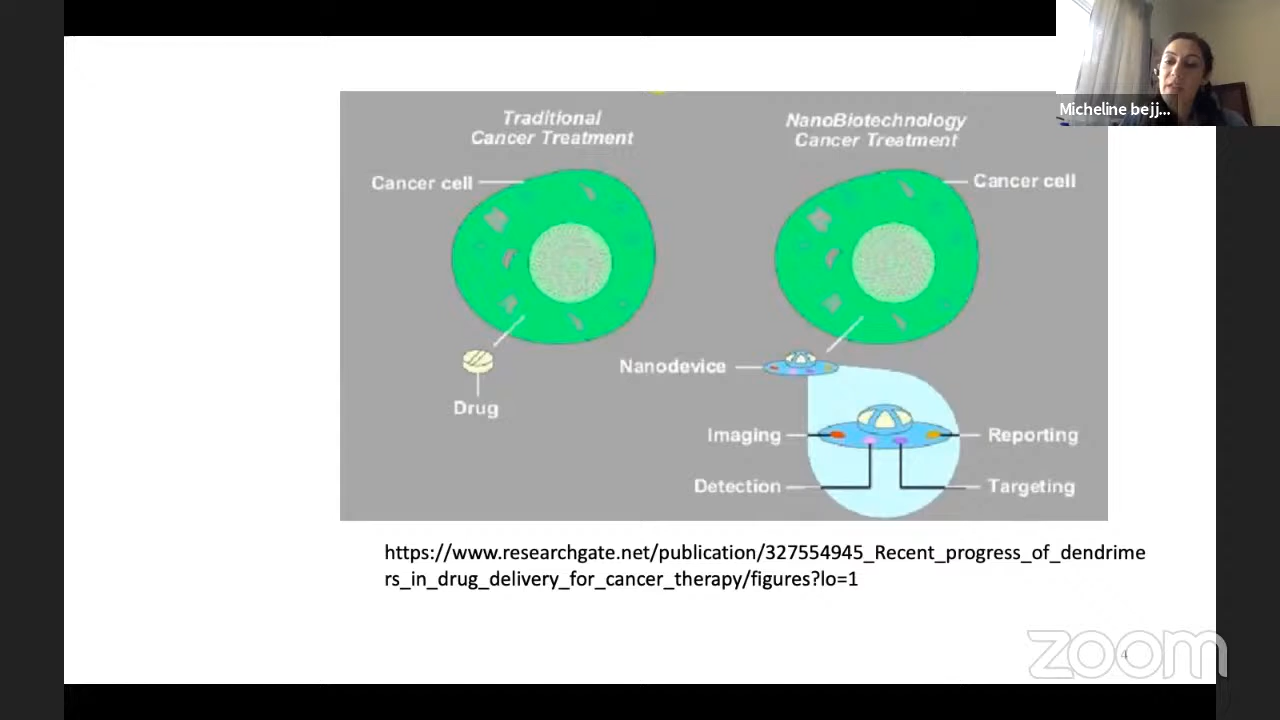 Micheline bejj...
Traditional
Cancer Treatment
NanoBiotechnology
Cancer Treatment
Cancer cell
Cancer cell
Nanodevice
Drug
Imaging
Reporting
Detection
Targeting
https://www.researchgate.net/publication/327554945_Recent_progress_of_dendrime
rs_in_drug_delivery_for_cancer_therapy/figures?lo=1
zoom
4